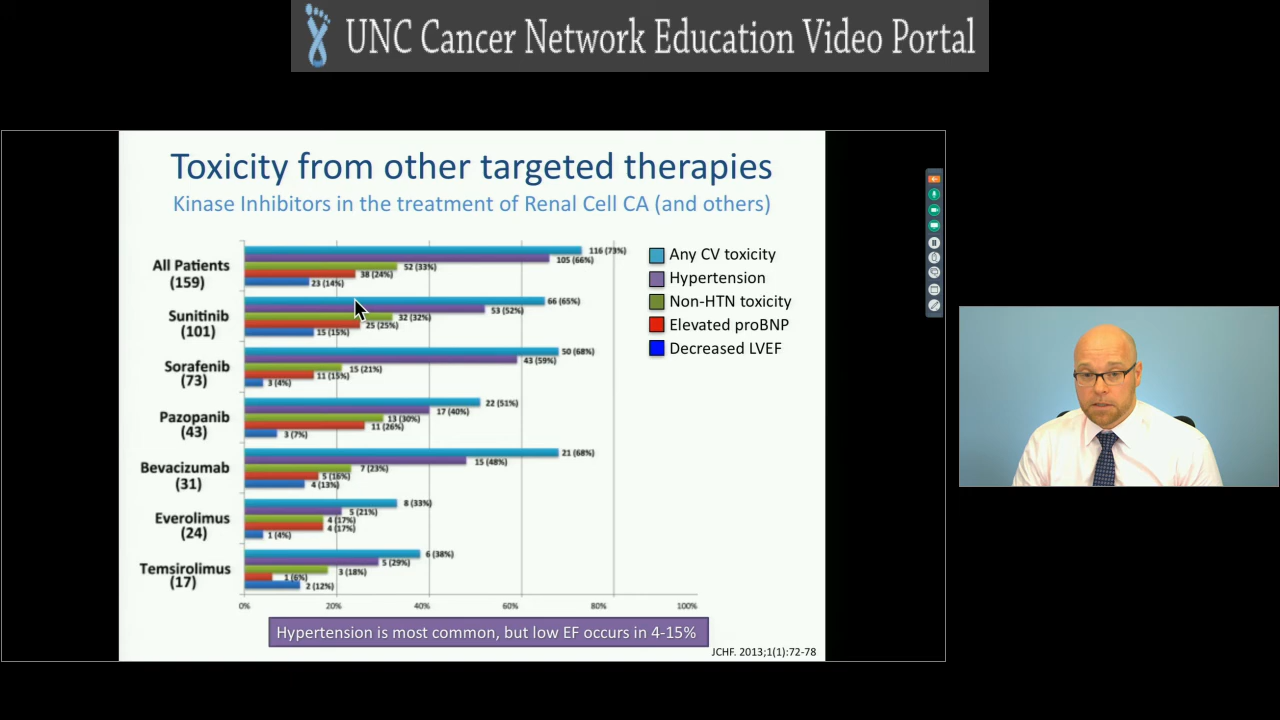 UNC Cancer Network Education Video Portal
Toxicity from other targeted therapies
Kinase Inhibitors in the treatment of Renal Cell CA (and others)
All Patients
(159)
116 (73%)
105 (66%)
52 (33%)
38 (24%)
23 (14%)
Sunitinib
(101)
66 (65%)
53 (52%)
32 (32%)
25 (25%)
15 (15%)
Sorafenib
(73)
50 (68%)
43 (59%)
15 (21%)
11 (15%)
3 (4%)
Pazopanib
(43)
22 (51%)
17 (40%)
13 (30%)
11 (26%)
3 (7%)
Bevacizumab
(31)
21 (68%)
15 (48%)
7 (23%)
5 (16%)
4 (13%)
Everolimus
(24)
8 (33%)
5 (21%)
4 (17%)
4 (17%)
1 (4%)
Temsirolimus
(17)
6 (38%)
5 (29%)
3 (18%)
1 (6%)
2 (12%)
0% 20% 40% 60% 80% 100%
Any CV toxicity
Hypertension
Non-HTN toxicity
Elevated proBNP
Decreased LVEF
Hypertension is most common, but low EF occurs in 4-15%
JCHF. 2013;1(1):72-78